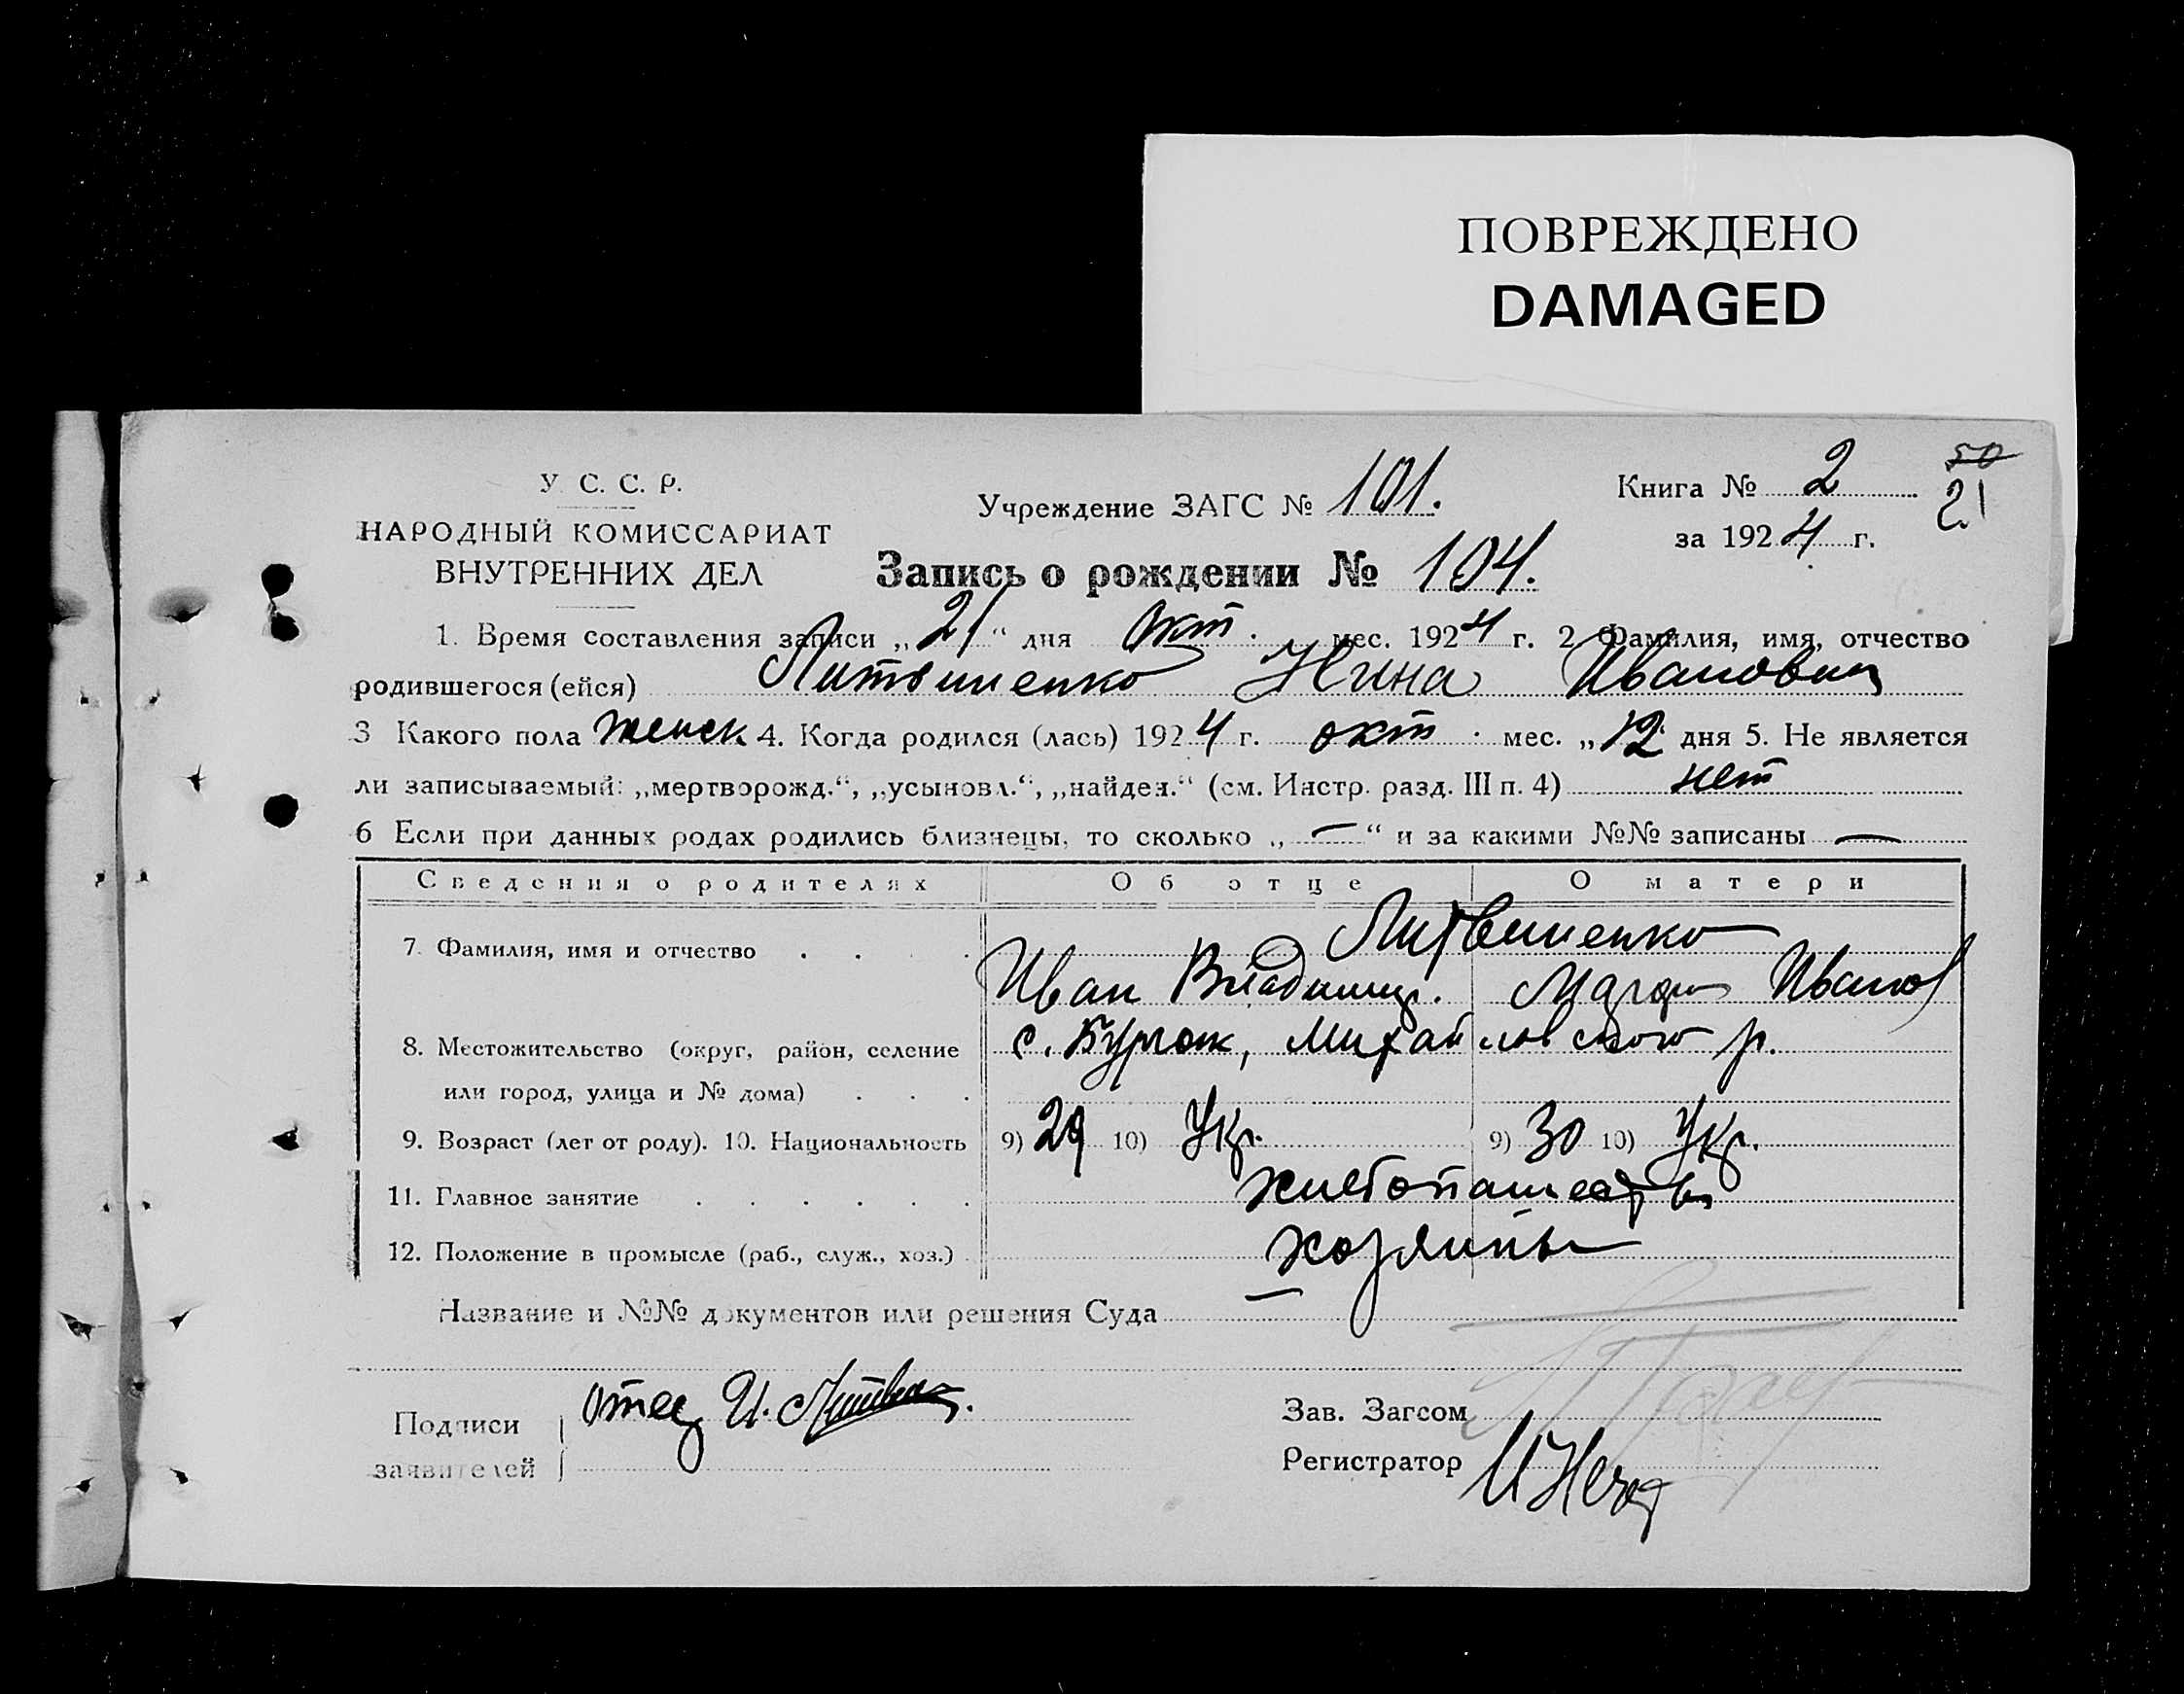 ПОВРЕЖДЕНО
DAMAGED
У. С. С. Р.
НАРОДНЫЙ КОМИССАРИАТ
ВНУТРЕННИХ ДЕЛ
Учреждение ЗАГС № 101.
Книга № 2
50
21
за 1924 г.
Запись о рождении № 104.
1. Время составления записи „21“ дня Окт. мес. 1924 г. 2 Фамилия, имя, отчество
родившегося (ейся) Литвиненко Нина Ивановна
3 Какого пола женск 4. Когда родился (лась) 1924 г. окт. мес. „12“ дня 5. Не является
ли записываемый: „мертворожд.“, „усыновл.“, „найден.“ (см. Инстр. разд. III п. 4) нет
6 Если при данных родах родились близнецы, то сколько „—“ и за какими №№ записаны —
Сведения о родителях Об отце О матери
7. Фамилия, имя и отчество Литвиненко
Иван Владимир. Иванов
8. Местожительство (округ, район, селение с. Михайловского р.
или город, улица и № дома)
9. Возраст (лет от роду). 10. Национальность 9) 29 10) Укр. 9) 30 10) Укр.
11. Главное занятие хлебопашество
12. Положение в промысле (раб., служ., хоз.) хозяины
Название и №№ документов или решения Суда —
Подписи
заявителей
отец И. Литвин
Зав. Загсом
Регистратор